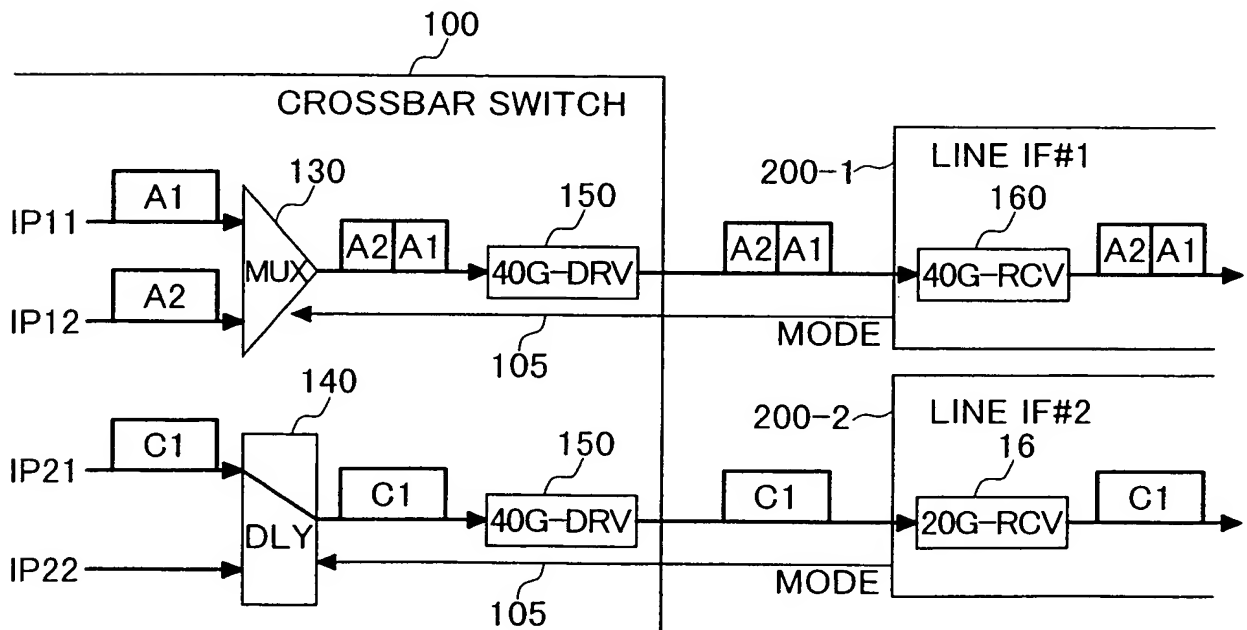 100
CROSSBAR SWITCH
LINE IF#1
200-1
130
150
160
IP11
A1
MUX
A2 A1
40G-DRV
A2 A1
40G-RCV
A2 A1
IP12
A2
105
MODE
140
200-2
LINE IF#2
150
16
IP21
C1
C1
40G-DRV
C1
20G-RCV
C1
DLY
IP22
105
MODE